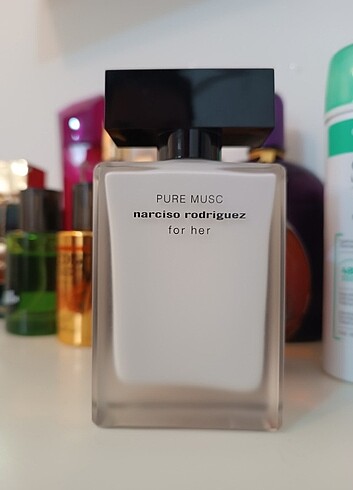 PURE MUSC
narciso rodriguez
for her